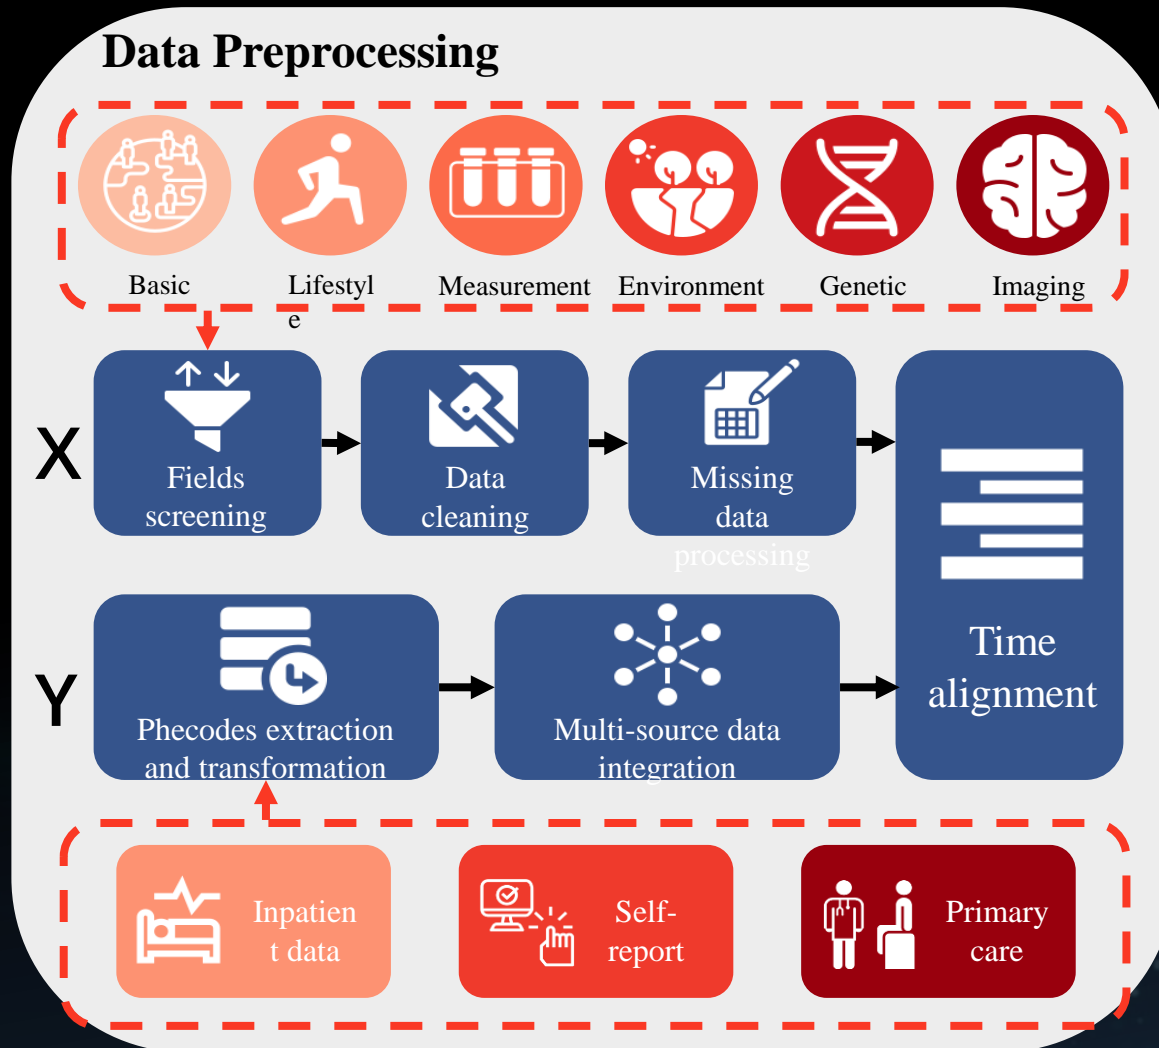 Data Preprocessing
Basic
Lifestyl
e
Measurement
Environment
Genetic
Imaging
X
Fields
screening
Data
cleaning
Missing
data
processing
Time
alignment
Y
Phecodes extraction
and transformation
Multi-source data
integration
Inpatien
t data
Self-
report
Primary
care